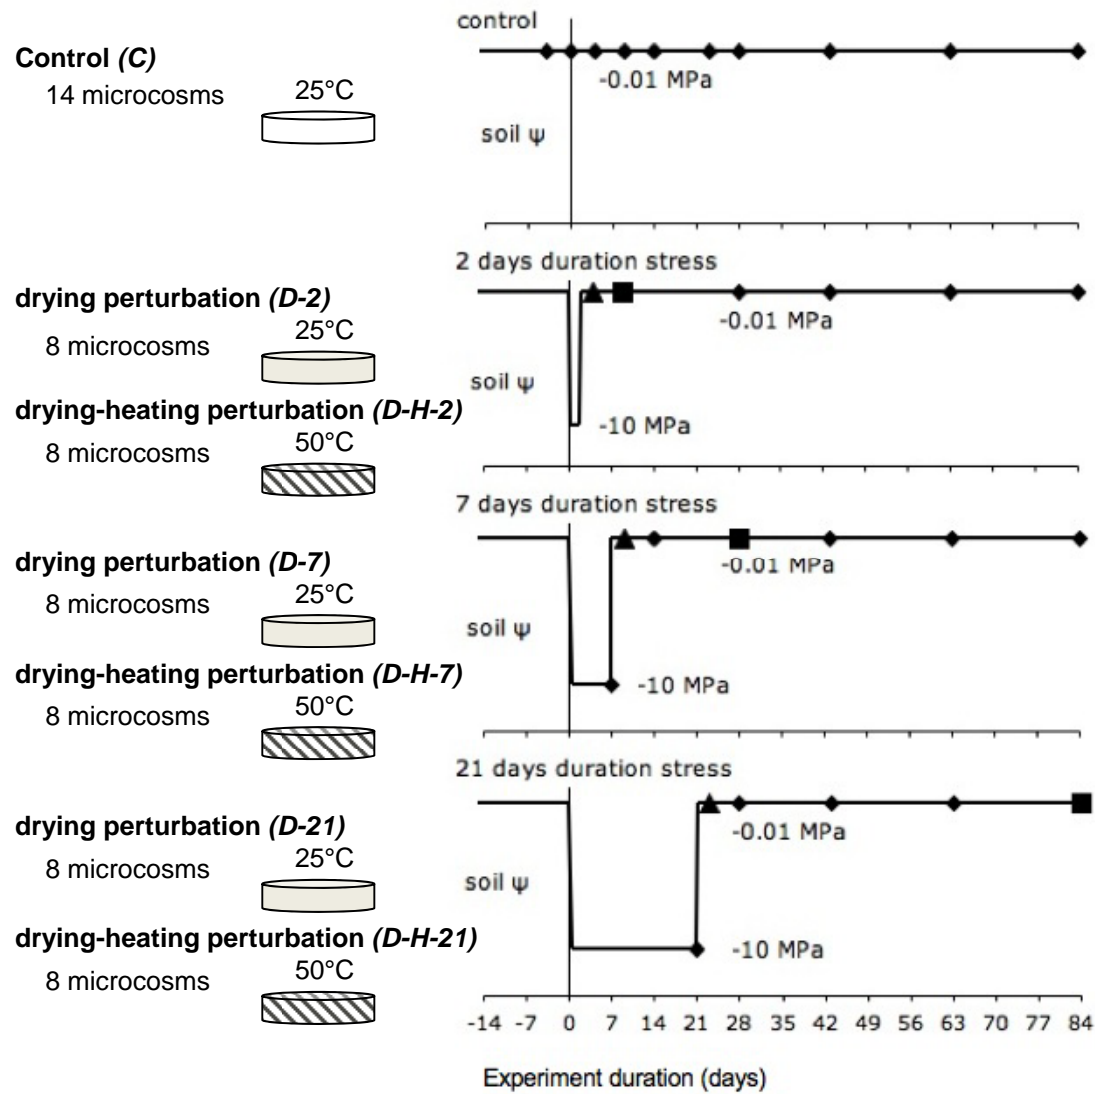 control
Control (C)
14 microcosms
25°C
-0.01 MPa
soil ψ
2 days duration stress
drying perturbation (D-2)
8 microcosms
25°C
-0.01 MPa
soil ψ
drying-heating perturbation (D-H-2)
8 microcosms
50°C
-10 MPa
7 days duration stress
drying perturbation (D-7)
8 microcosms
25°C
-0.01 MPa
soil ψ
drying-heating perturbation (D-H-7)
8 microcosms
50°C
-10 MPa
21 days duration stress
drying perturbation (D-21)
8 microcosms
25°C
-0.01 MPa
soil ψ
drying-heating perturbation (D-H-21)
8 microcosms
50°C
-10 MPa
-14 -7 0 7 14 21 28 35 42 49 56 63 70 77 84
Experiment duration (days)